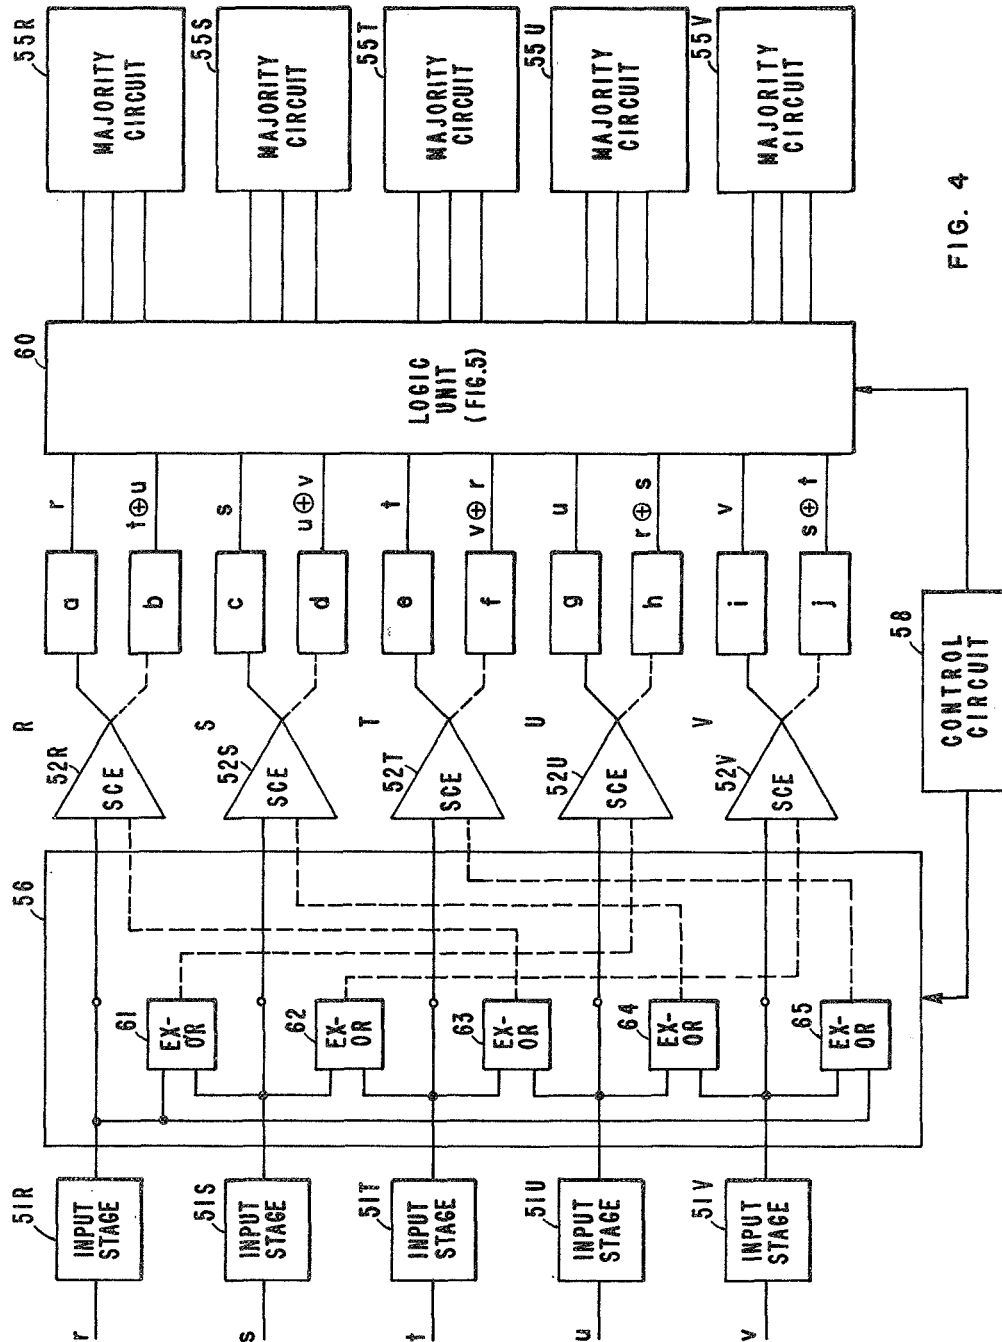 r
51R
INPUT
STAGE
s
51S
INPUT
STAGE
t
51T
INPUT
STAGE
u
51U
INPUT
STAGE
v
51V
INPUT
STAGE
56
61
EX-
OR
62
EX-
OR
63
EX-
OR
64
EX-
OR
65
EX-
OR
R
52R
SCE
S
52S
SCE
T
52T
SCE
U
52U
SCE
V
52V
SCE
a
r
b
t⊕u
c
s
d
u⊕v
e
t
f
v⊕r
g
u
h
r⊕s
i
v
j
s⊕t
60
LOGIC
UNIT
(FIG.5)
55R
MAJORITY
CIRCUIT
55S
MAJORITY
CIRCUIT
55T
MAJORITY
CIRCUIT
55U
MAJORITY
CIRCUIT
55V
MAJORITY
CIRCUIT
58
CONTROL
CIRCUIT
FIG. 4